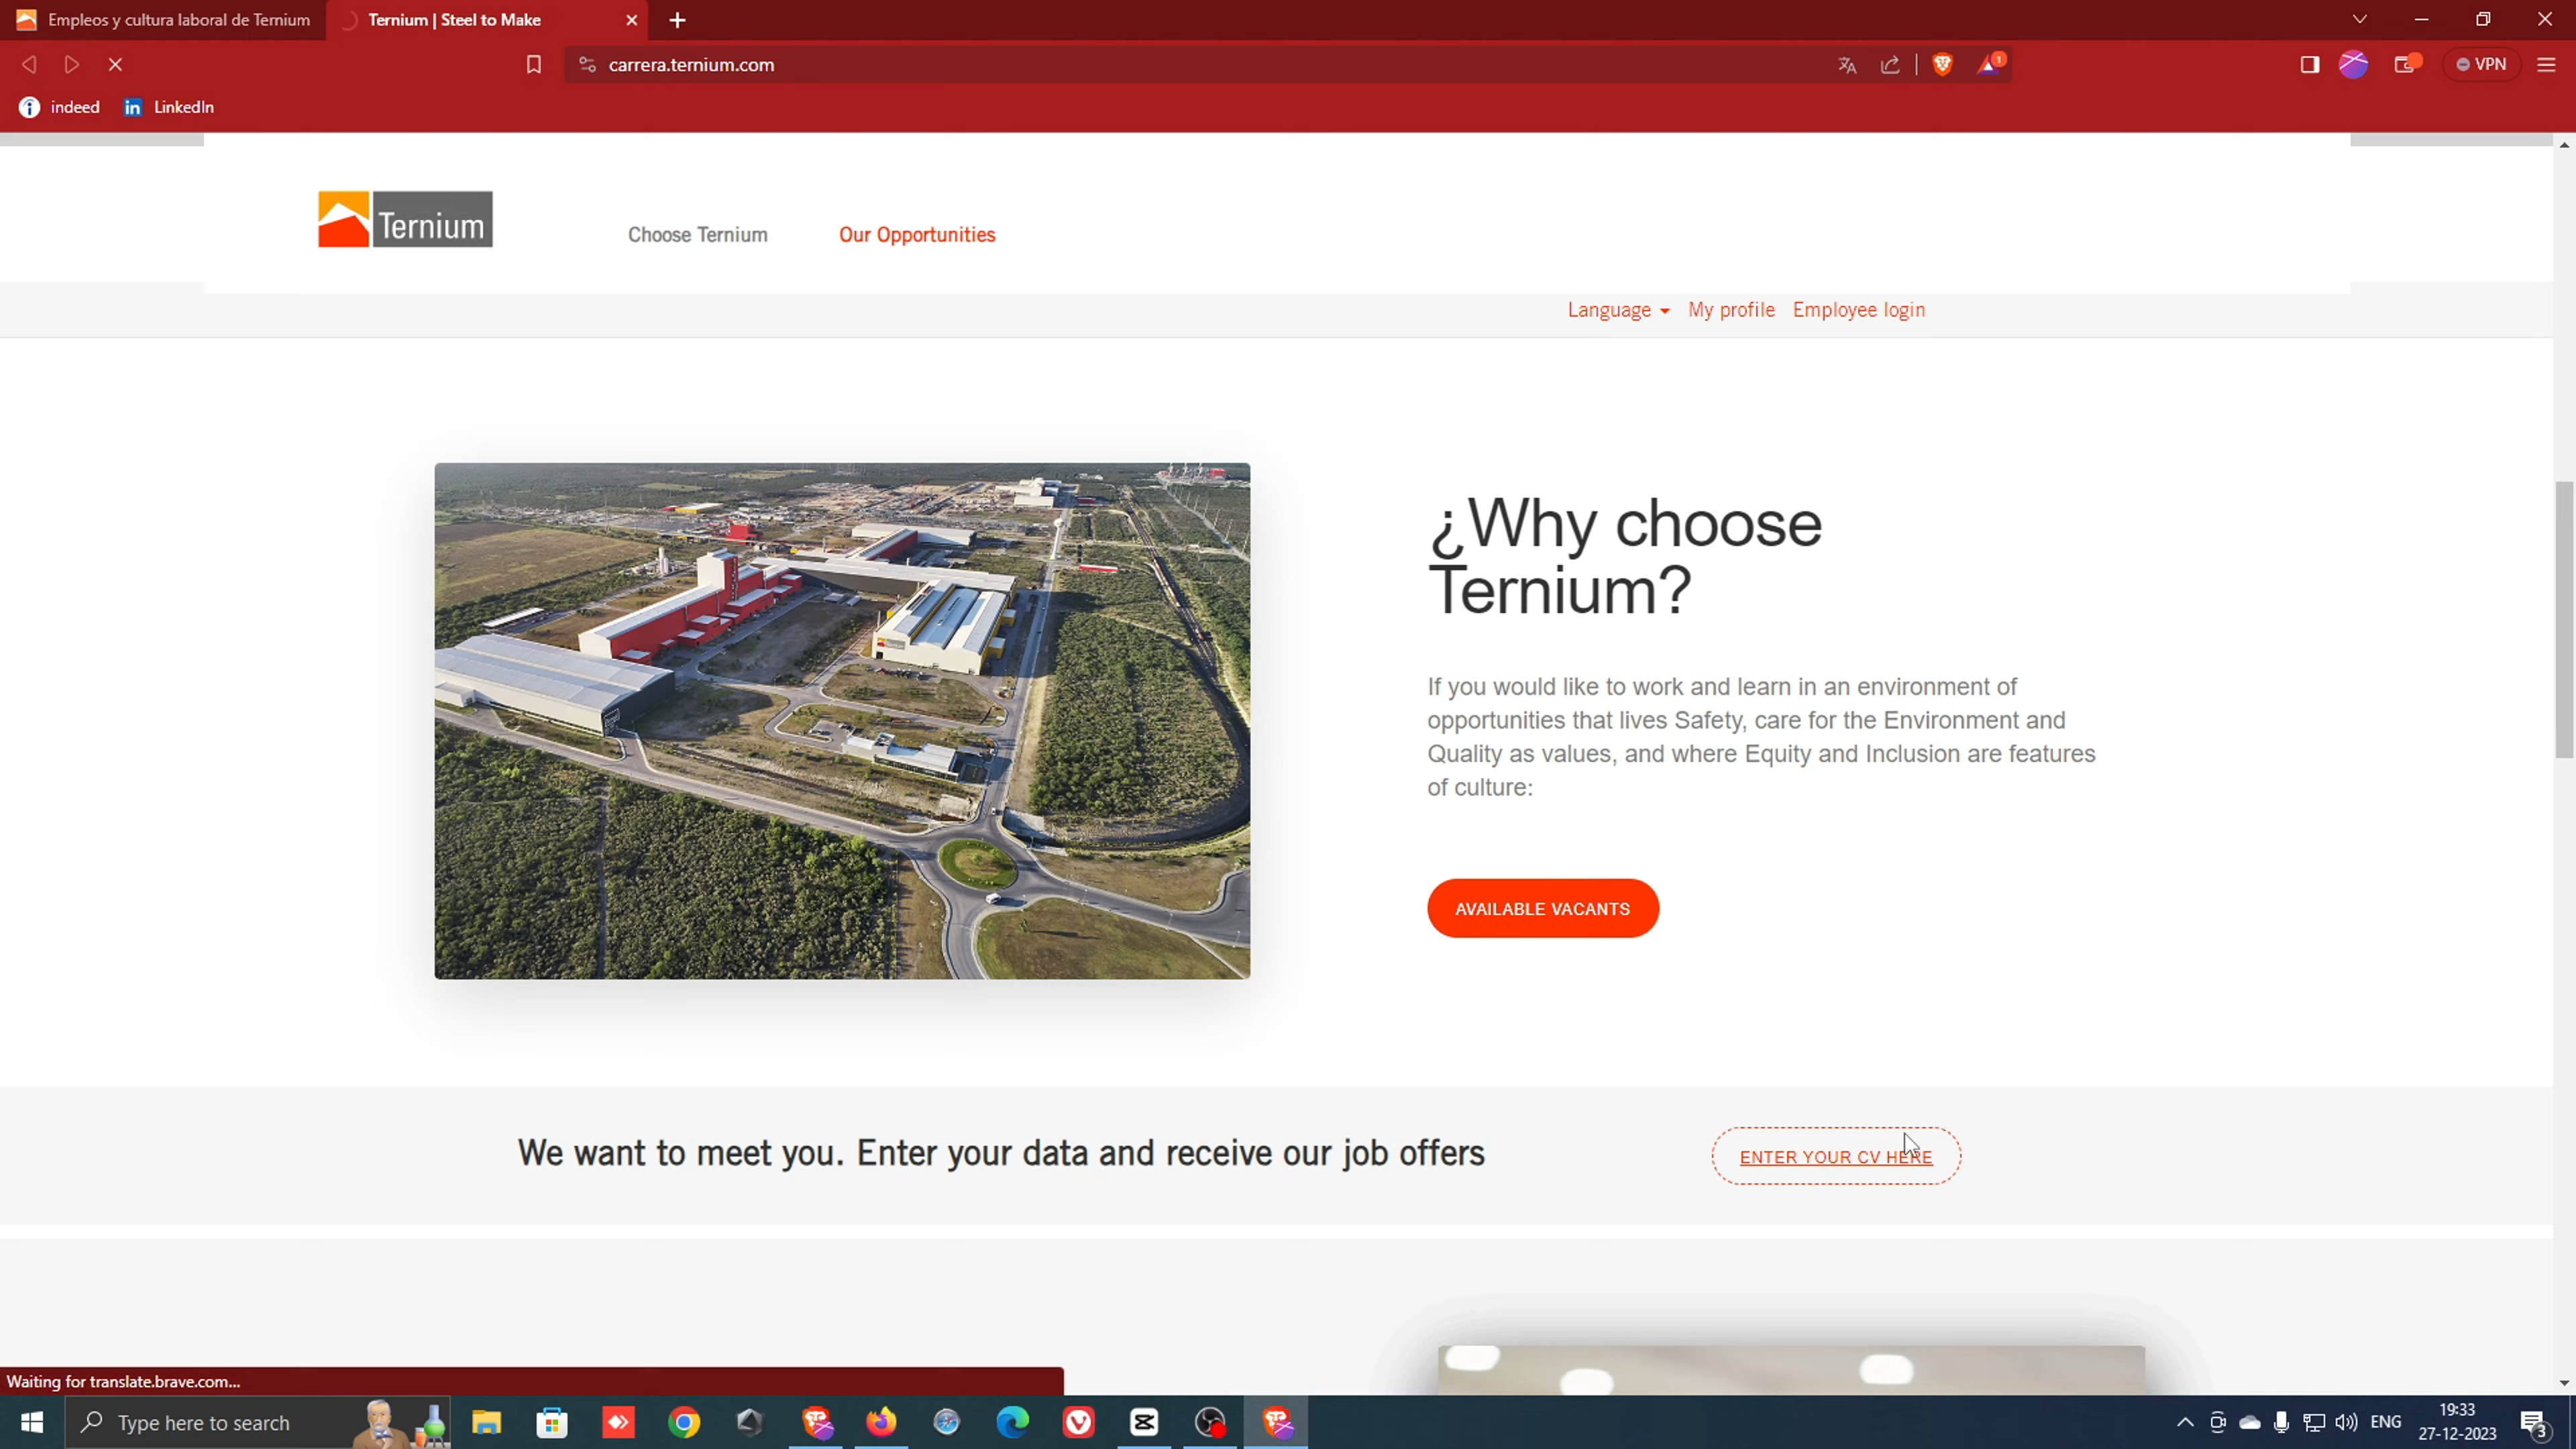 Empleos y cultura laboral de Ternium
Ternium | Steel to Make
carrera.ternium.com
1
VPN
indeed
LinkedIn
Ternium
Choose Ternium
Our Opportunities
Language
My profile
Employee login
¿Why choose
Ternium?
If you would like to work and learn in an environment of
opportunities that lives Safety, care for the Environment and
Quality as values, and where Equity and Inclusion are features
of culture:
AVAILABLE VACANTS
We want to meet you. Enter your data and receive our job offers
ENTER YOUR CV HERE
Waiting for translate.brave.com...
Type here to search
ENG
19:33
27-12-2023
3